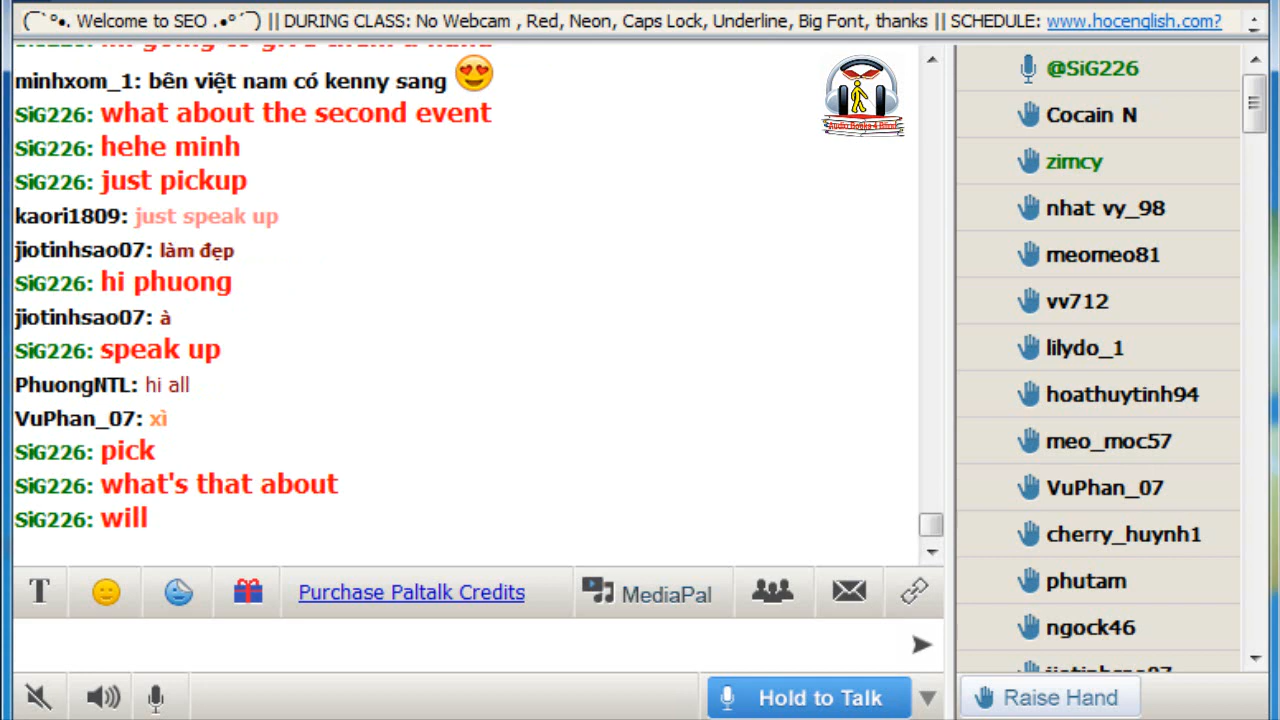 (¯`°•. Welcome to SEO .•°´¯) || DURING CLASS: No Webcam , Red, Neon, Caps Lock, Underline, Big Font, thanks || SCHEDULE: www.hocenglish.com?
minhxom_1: bên việt nam có kenny sang
SiG226: what about the second event
SiG226: hehe minh
SiG226: just pickup
kaori1809: just speak up
jiotinhsao07: làm đẹp
SiG226: hi phuong
jiotinhsao07: à
SiG226: speak up
PhuongNTL: hi all
VuPhan_07: xì
SiG226: pick
SiG226: what's that about
SiG226: will
Audio Books 4 Blind
T
Purchase Paltalk Credits
MediaPal
Hold to Talk
@SiG226
Cocain N
zimcy
nhat vy_98
meomeo81
vv712
lilydo_1
hoathuytinh94
meo_moc57
VuPhan_07
cherry_huynh1
phutam
ngock46
Raise Hand